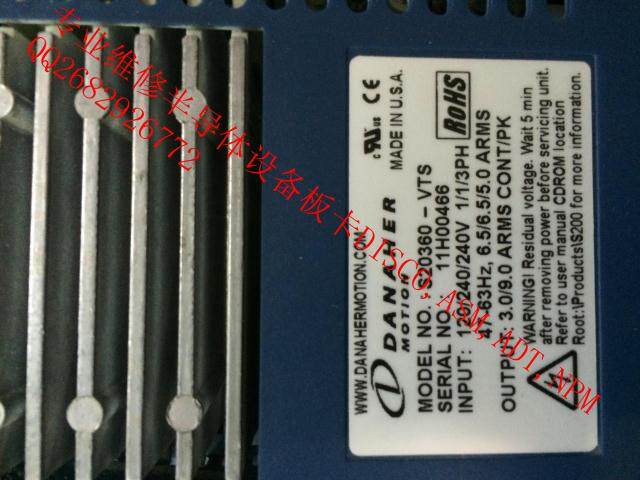 专业维修半导体设备板卡DISCO, ASM, ADT, APM
QQ2682926772
WWW.DANAHERMOTION.COM
DANAHER
MOTION
c UL us CE
MADE IN U.S.A.
MODEL NO. S20360 - VTS
SERIAL NO. 11H00466
RoHS
INPUT: 120/240/240V 1/1/3PH
47-63Hz, 6.5/6.5/5.0 ARMS
OUTPUT: 3.0/9.0 ARMS CONT/PK
WARNING! Residual voltage. Wait 5 min
after removing power before servicing unit.
Refer to user manual CDROM location
Root:\Products\S200 for more information.